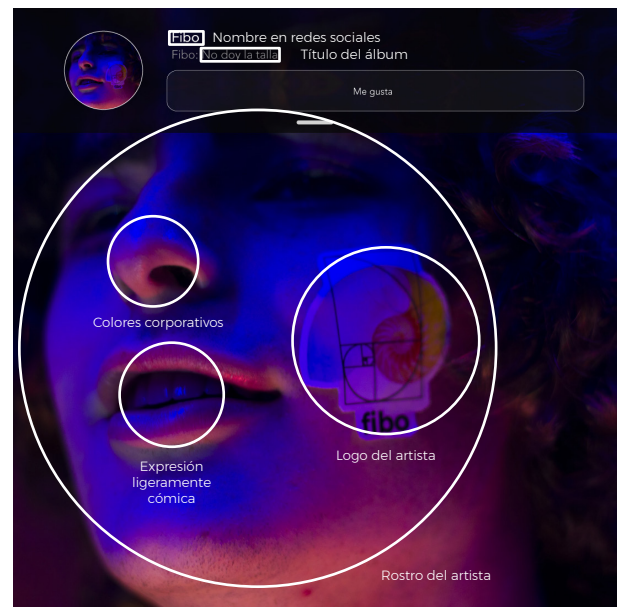 Fibo Nombre en redes sociales
Fibo: No doy la talla Título del álbum
Me gusta
Colores corporativos
fibo
Logo del artista
Expresión
ligeramente
cómica
Rostro del artista